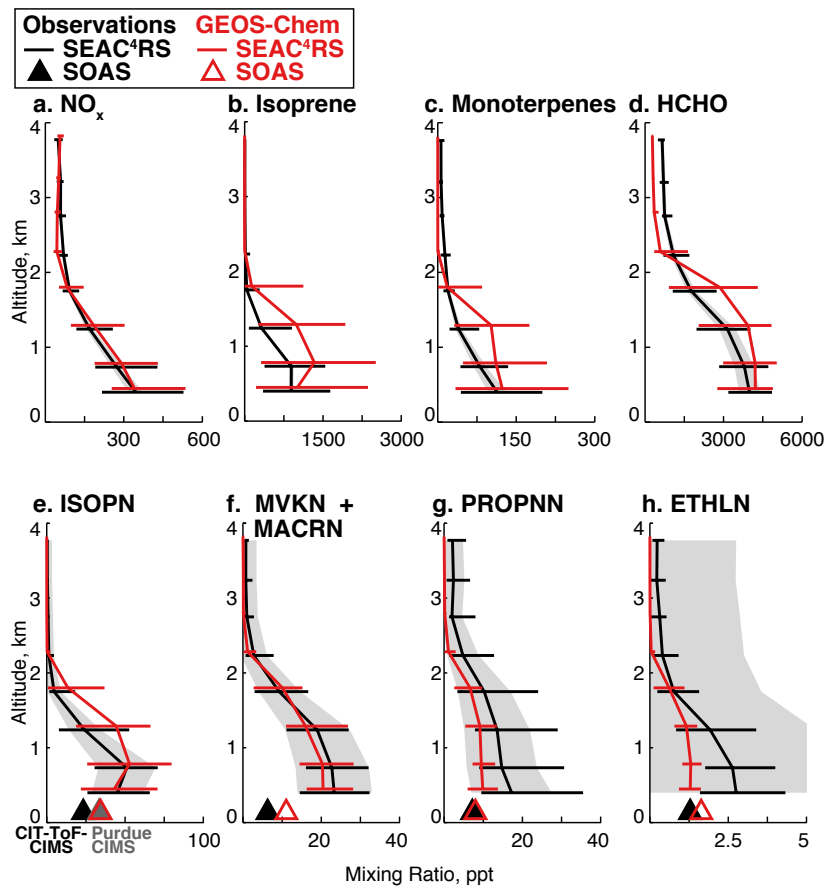 Observations GEOS-Chem
SEAC⁴RS SEAC⁴RS
SOAS SOAS
a. NOₓ
b. Isoprene
c. Monoterpenes
d. HCHO
Altitude, km
4
3
2
1
0
300 600
0
1
2
3
4
1500 3000
0
1
2
3
4
150 300
0
1
2
3
4
3000 6000
e. ISOPN
f. MVKN +
MACRN
g. PROPNN
h. ETHLN
Altitude, km
4
3
2
1
0
100
CIT-ToF-
CIMS
Purdue
CIMS
4
3
2
1
0
20 40
4
3
2
1
0
20 40
4
3
2
1
0
2.5 5
Mixing Ratio, ppt